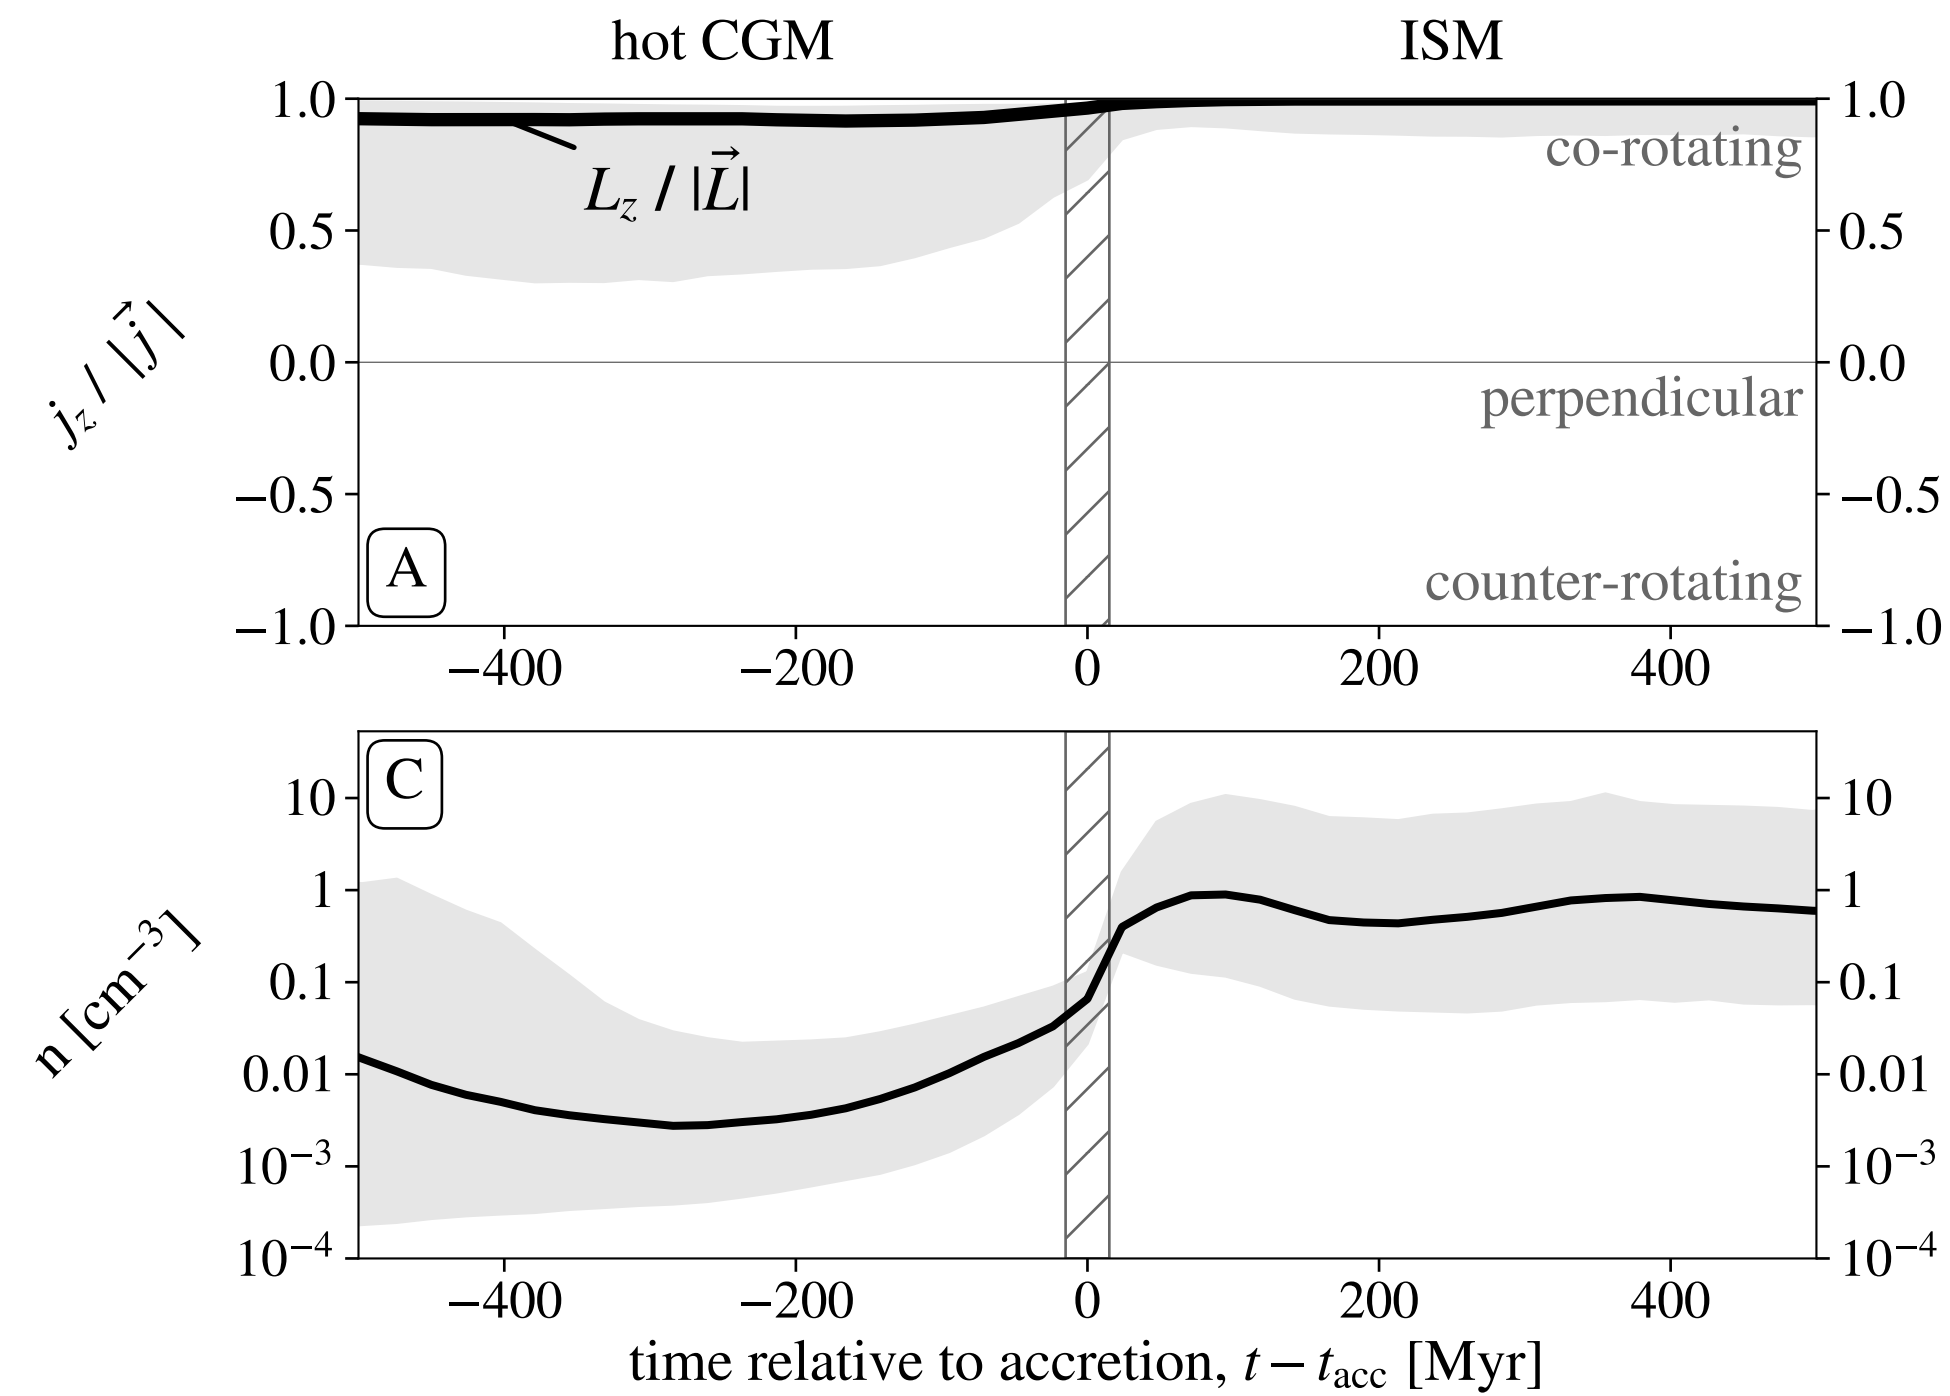 hot CGM ISM
1.0 1.0
co-rotating
L_z / |L⃗|
0.5 0.5
j_z / |j⃗|
0.0 0.0
perpendicular
−0.5 −0.5
A
counter-rotating
−1.0 −1.0
−400 −200 0 200 400
C
10 10
1 1
n [cm⁻³]
0.1 0.1
0.01 0.01
10⁻³ 10⁻³
10⁻⁴ 10⁻⁴
−400 −200 0 200 400
time relative to accretion, t − t_acc [Myr]